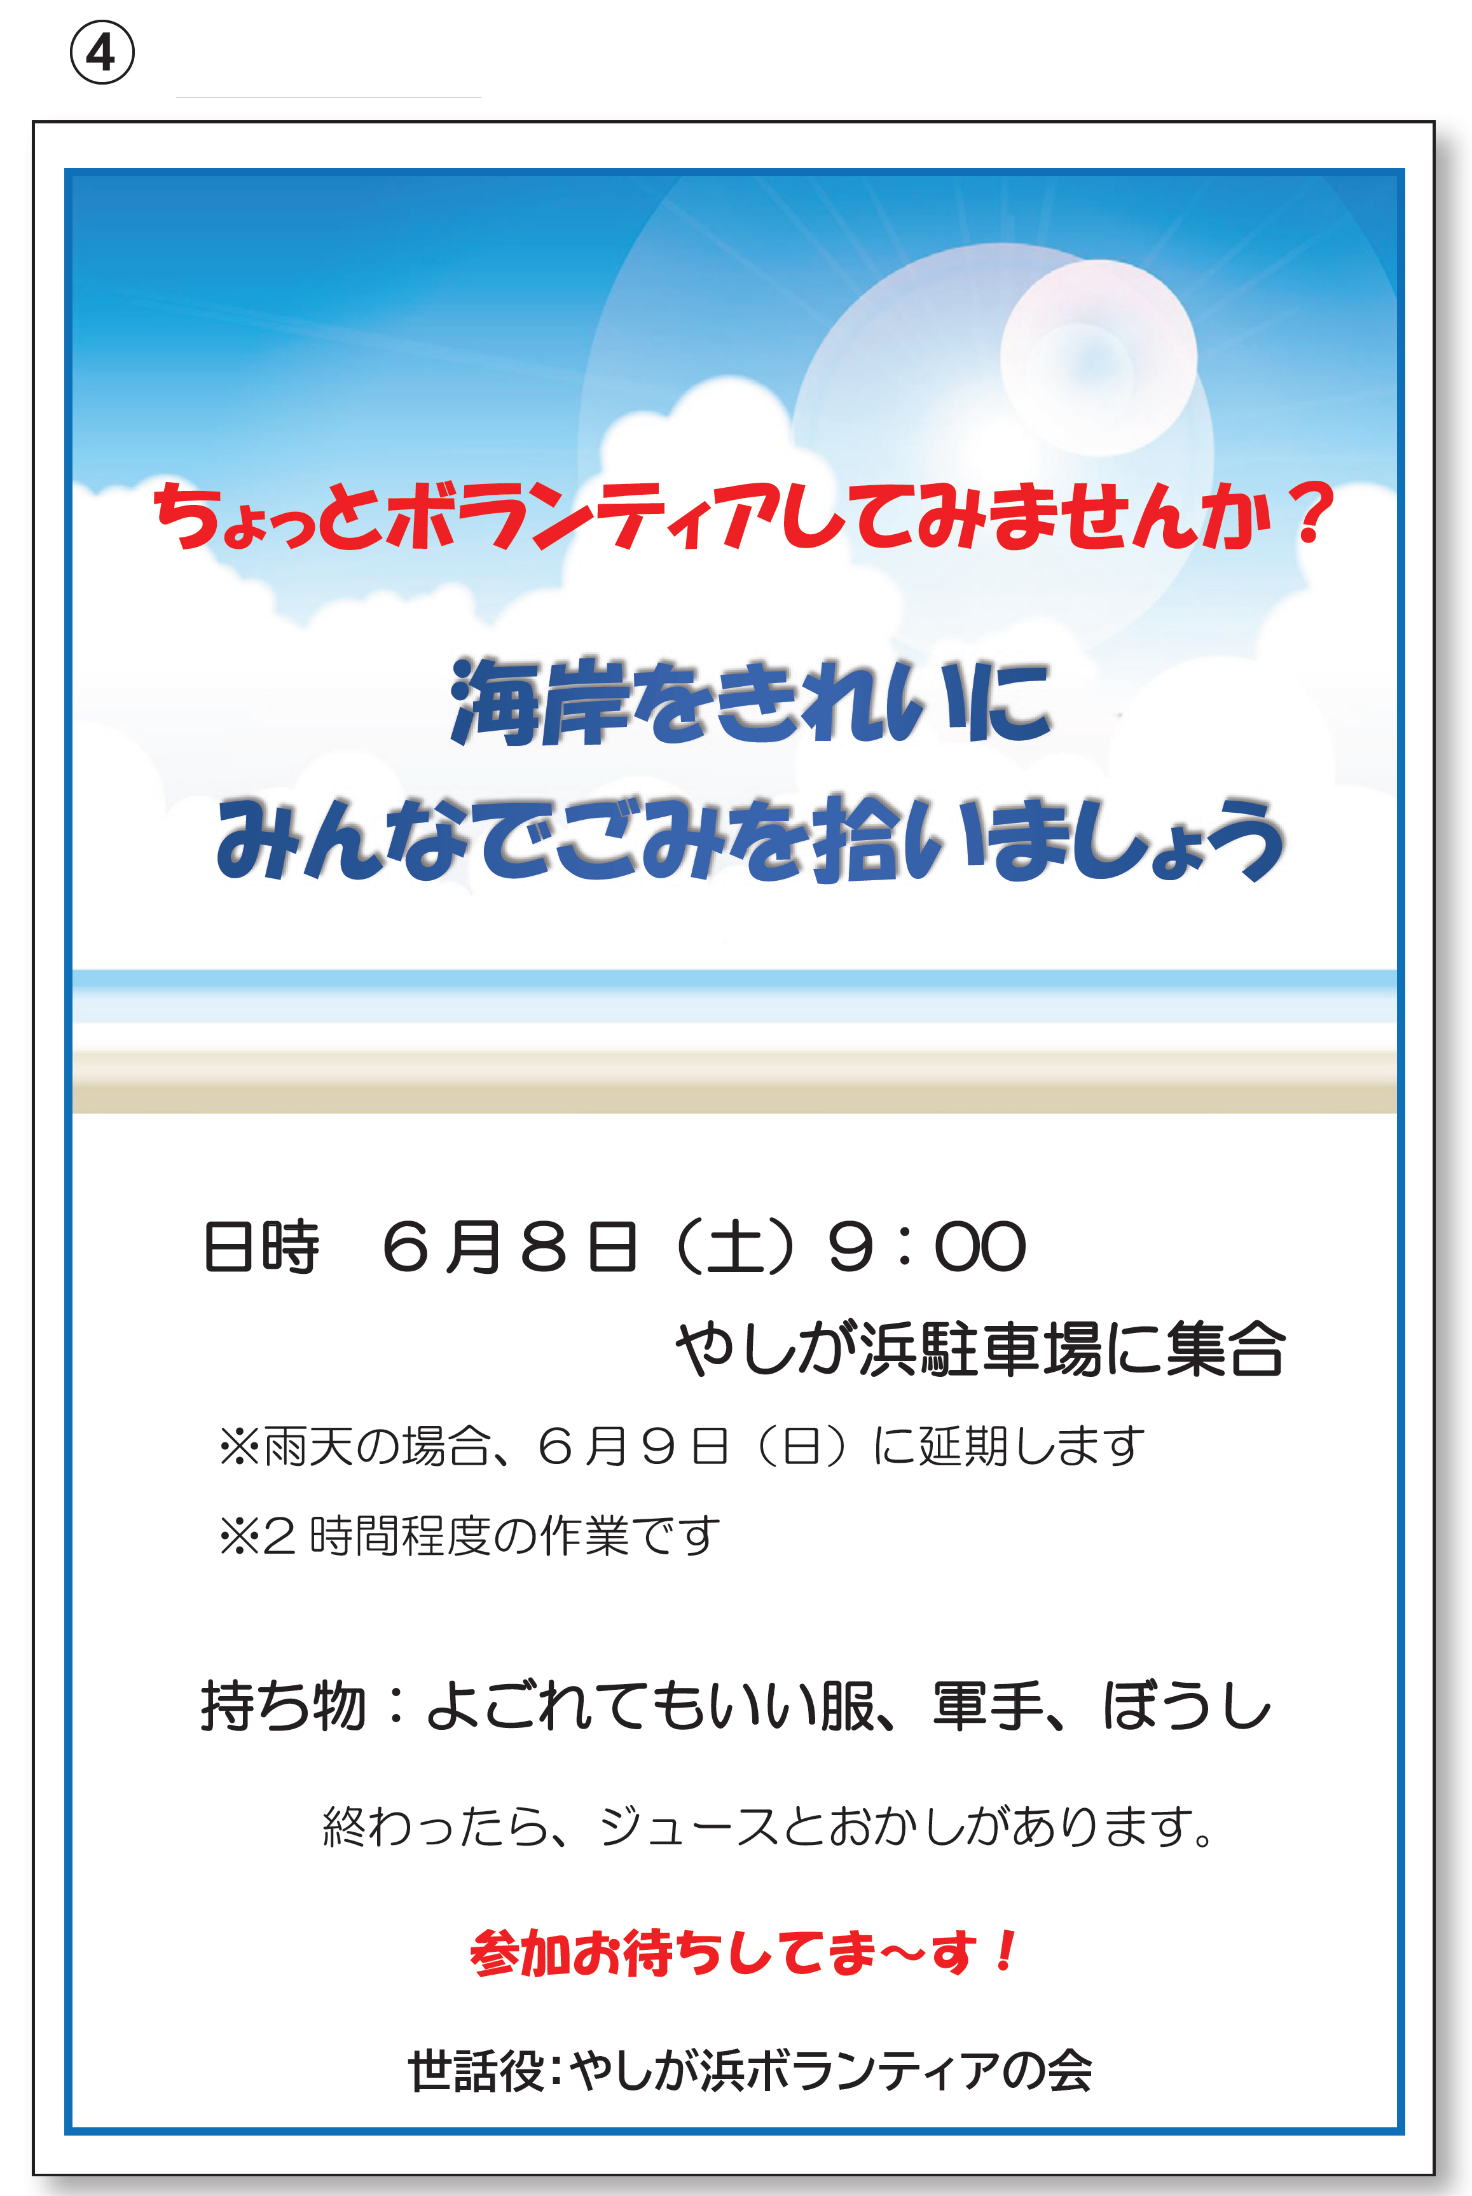 ④
ちょっとボランティアしてみませんか？
海岸をきれいに
みんなでごみを拾いましょう
日時　６月８日（土）９：００
やしが浜駐車場に集合
※雨天の場合、６月９日（日）に延期します
※2 時間程度の作業です
持ち物：よごれてもいい服、軍手、ぼうし
終わったら、ジュースとおかしがあります。
参加お待ちしてま～す！
世話役：やしが浜ボランティアの会